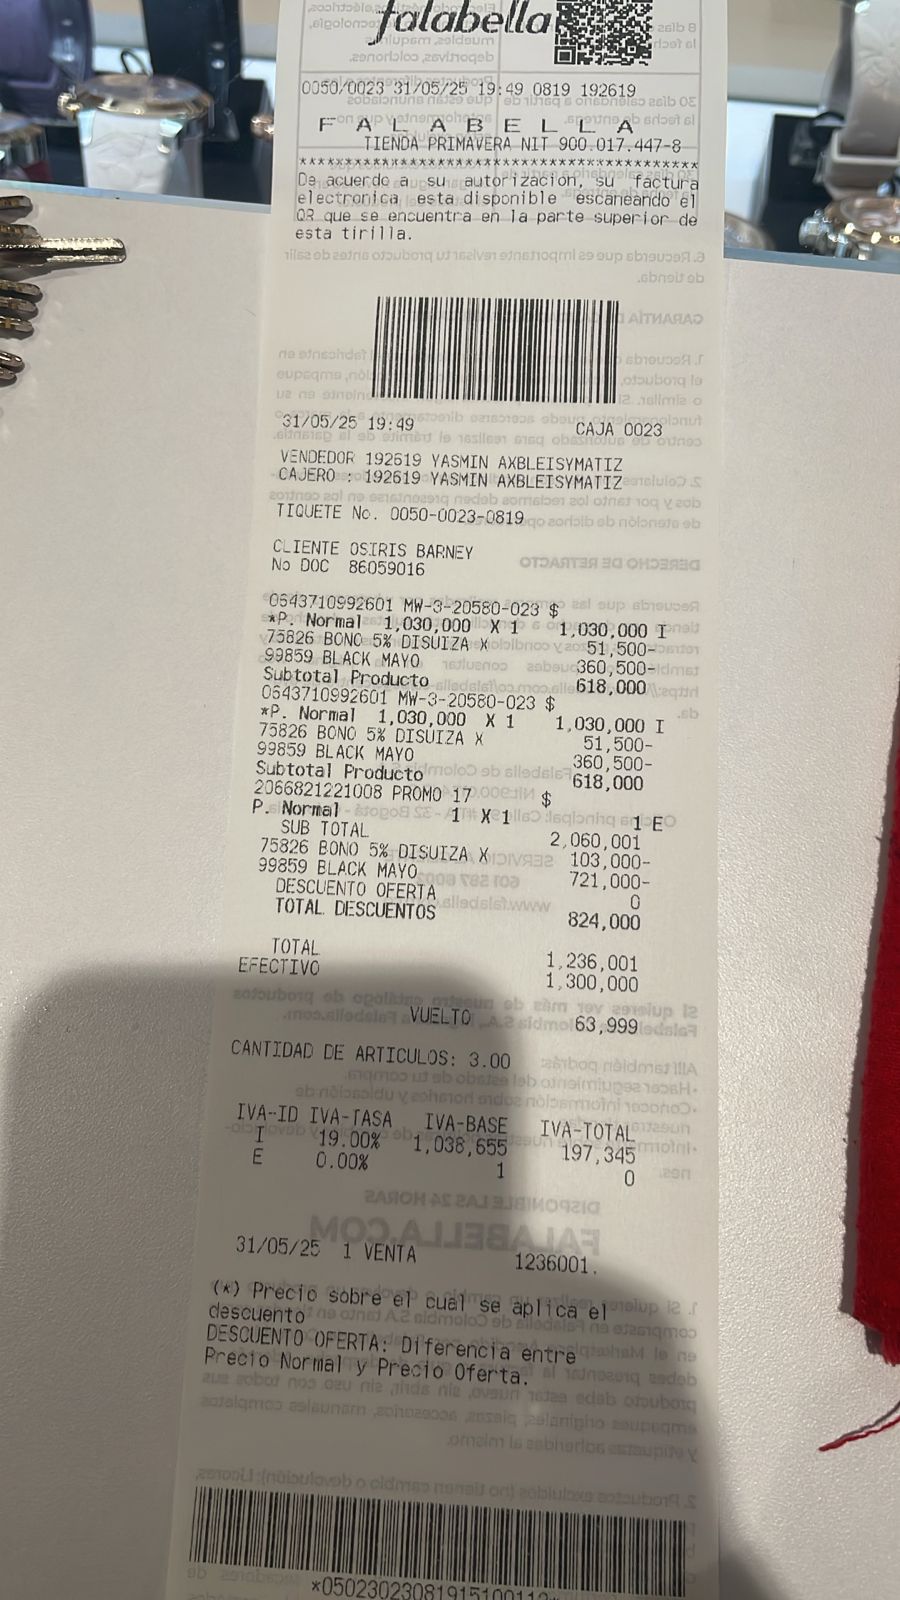 falabella
0050/0023 31/05/25 19:49 0819 192619
F A L A B E L L A
TIENDA PRIMAVERA NIT 900.017.447-8
****************************************
De acuerdo a su autorizacion, su factura
electronica esta disponible escaneando el
QR que se encuentra en la parte superior de
esta tirilla.
31/05/25 19:49 CAJA 0023
VENDEDOR 192619 YASMIN AXBLEISYMATIZ
CAJERO : 192619 YASMIN AXBLEISYMATIZ
TIQUETE No. 0050-0023-0819
CLIENTE OSIRIS BARNEY
No DOC 86059016
0643710992601 MW-3-20580-023 $
*P. Normal 1,030,000 X 1 1,030,000 I
75826 BONO 5% DISUIZA X 51,500-
99859 BLACK MAYO 360,500-
Subtotal Producto 618,000
0643710992601 MW-3-20580-023 $
*P. Normal 1,030,000 X 1 1,030,000 I
75826 BONO 5% DISUIZA X 51,500-
99859 BLACK MAYO 360,500-
Subtotal Producto 618,000
2066821221008 PROMO 17 $
P. Normal 1 X 1 1 E
SUB TOTAL 2,060,001
75826 BONO 5% DISUIZA X 103,000-
99859 BLACK MAYO 721,000-
DESCUENTO OFERTA 0
TOTAL DESCUENTOS 824,000
TOTAL 1,236,001
EFECTIVO 1,300,000
VUELTO 63,999
CANTIDAD DE ARTICULOS: 3.00
IVA-ID IVA-TASA IVA-BASE IVA-TOTAL
I 19.00% 1,038,655 197,345
E 0.00% 1 0
31/05/25 1 VENTA 1236001.
(*) Precio sobre el cual se aplica el
descuento
DESCUENTO OFERTA: Diferencia entre
Precio Normal y Precio Oferta.